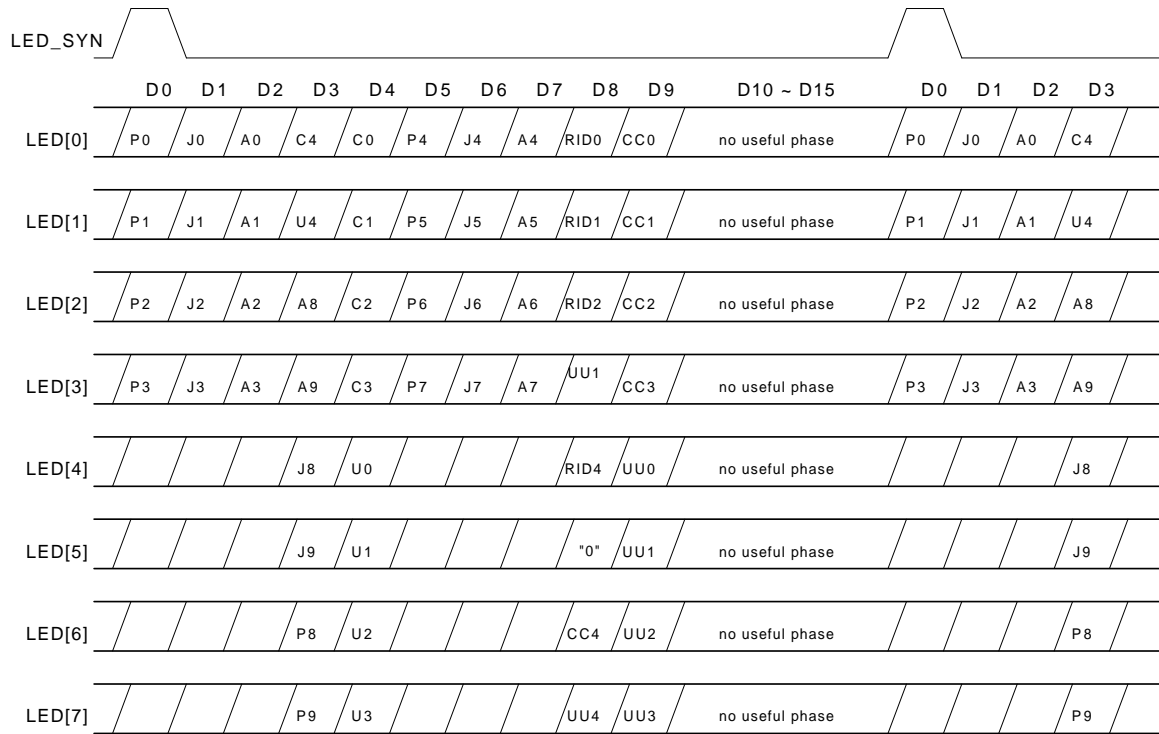 LED_SYN
D0 D1 D2 D3 D4 D5 D6 D7 D8 D9 D10 ~ D15 D0 D1 D2 D3
LED[0] P0 J0 A0 C4 C0 P4 J4 A4 RID0 CC0 no useful phase P0 J0 A0 C4
LED[1] P1 J1 A1 U4 C1 P5 J5 A5 RID1 CC1 no useful phase P1 J1 A1 U4
LED[2] P2 J2 A2 A8 C2 P6 J6 A6 RID2 CC2 no useful phase P2 J2 A2 A8
LED[3] P3 J3 A3 A9 C3 P7 J7 A7 UU1 CC3 no useful phase P3 J3 A3 A9
LED[4] J8 U0 RID4 UU0 no useful phase J8
LED[5] J9 U1 "0" UU1 no useful phase J9
LED[6] P8 U2 CC4 UU2 no useful phase P8
LED[7] P9 U3 UU4 UU3 no useful phase P9